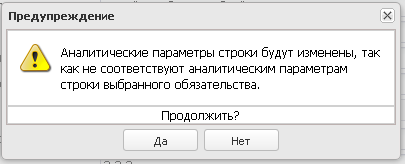 Предупреждение
Аналитические параметры строки будут изменены, так
как не соответствуют аналитическим параметрам
строки выбранного обязательства.
Продолжить?
Да
Нет